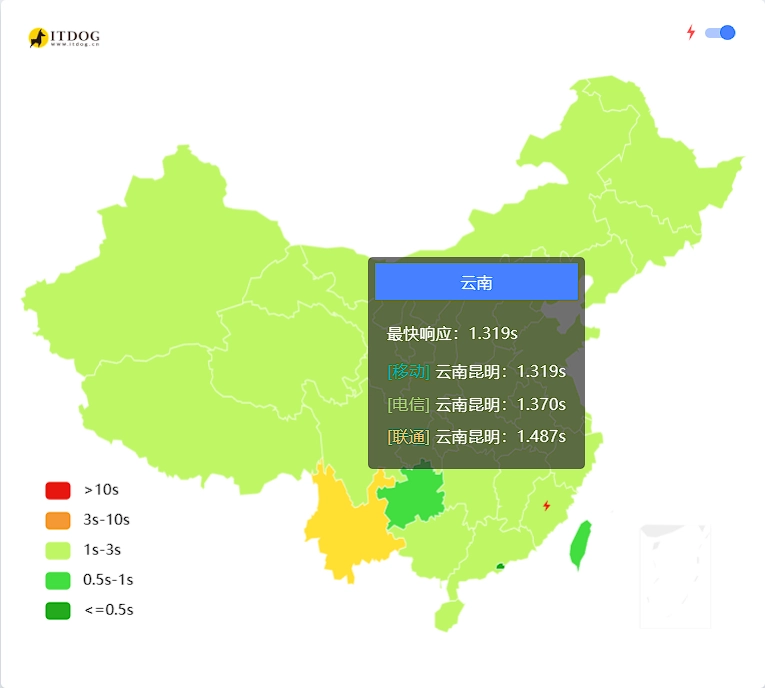 ITDOG
www.itdog.cn
云南
最快响应：1.319s
[移动] 云南昆明：1.319s
[电信] 云南昆明：1.370s
[联通] 云南昆明：1.487s
>10s
3s-10s
1s-3s
0.5s-1s
<=0.5s